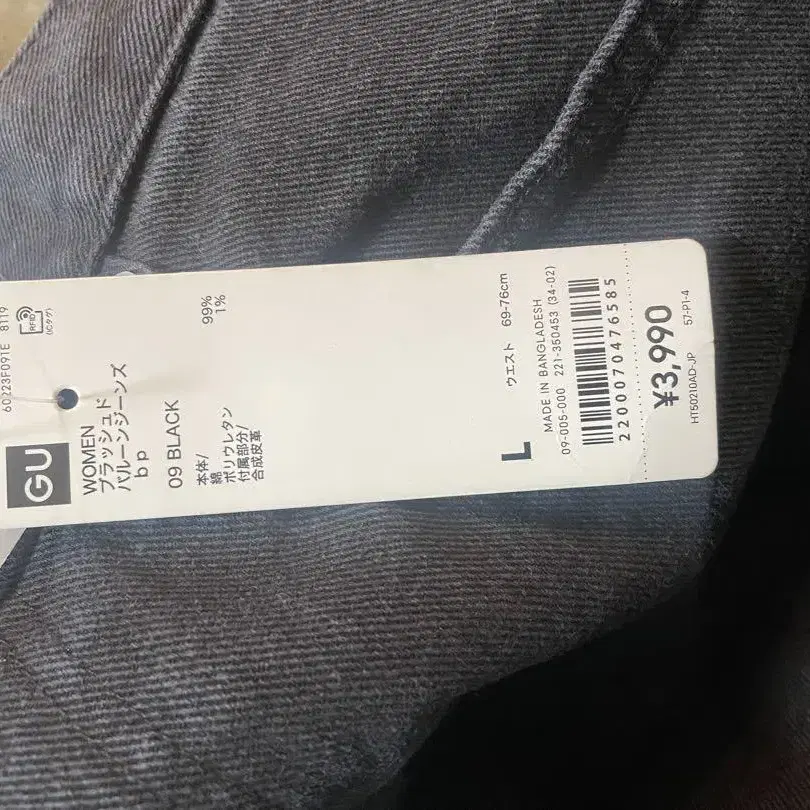 60223F091E 8119
RFID
(ICタグ)
GU
WOMEN
ブラッシュド
バルーンジーンズ
bp
09 BLACK
本体/
綿 99%
ポリウレタン 1%
付属部分/
合成皮革
L ウエスト 69-76cm
MADE IN BANGLADESH
09-005-000 221-350453 (34-02)
2200070476585
¥3,990
HT50210AD-JP 57-P1-4